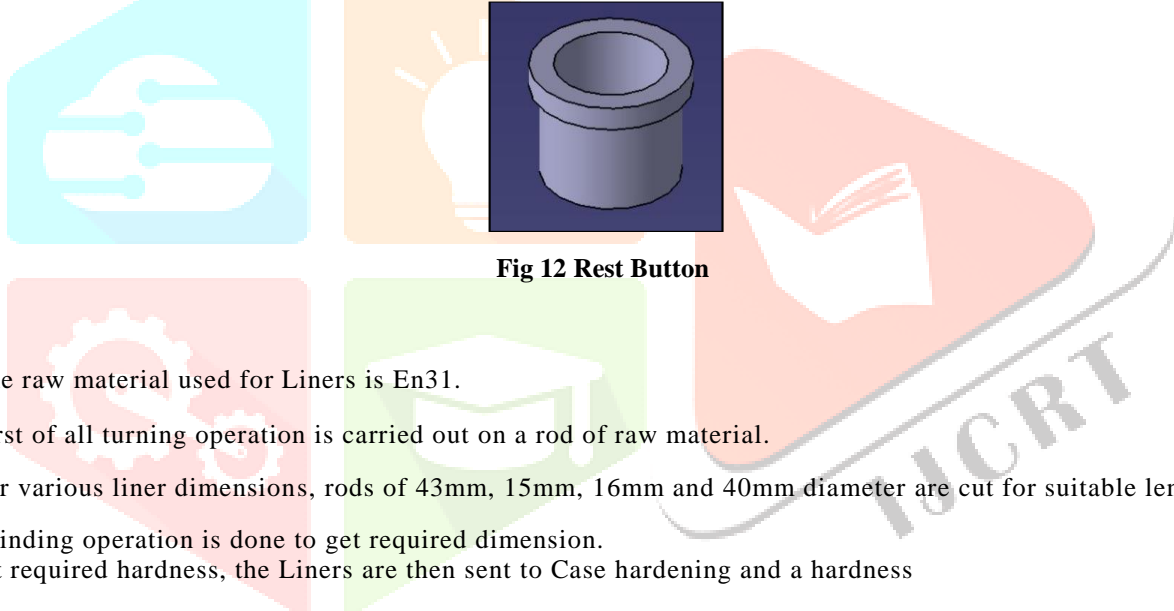 Fig 12 Rest Button
e raw material used for Liners is En31.
rst of all turning operation is carried out on a rod of raw material.
r various liner dimensions, rods of 43mm, 15mm, 16mm and 40mm diameter are cut for suitable ler
inding operation is done to get required dimension.
t required hardness, the Liners are then sent to Case hardening and a hardness
IJCRT